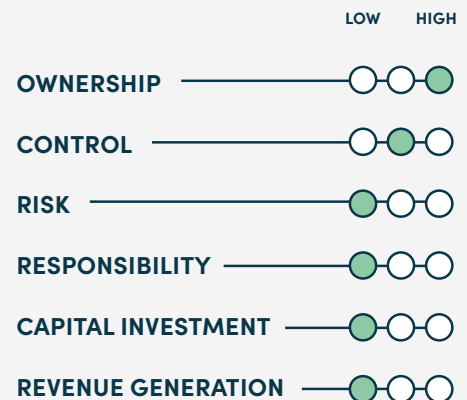 LOW HIGH
OWNERSHIP
CONTROL
RISK
RESPONSIBILITY
CAPITAL INVESTMENT
REVENUE GENERATION